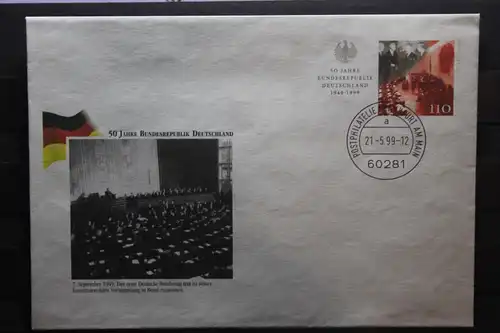 50 JAHRE
BUNDESREPUBLIK
DEUTSCHLAND
1949-1999
110
POSTPHILATELIE FRANKFURT AM MAIN
a
21.-5.99-12
60281
50 JAHRE BUNDESREPUBLIK DEUTSCHLAND
7. September 1949: Der erste Deutsche Bundestag tritt zu seiner
konstituierenden Versammlung in Bonn zusammen.